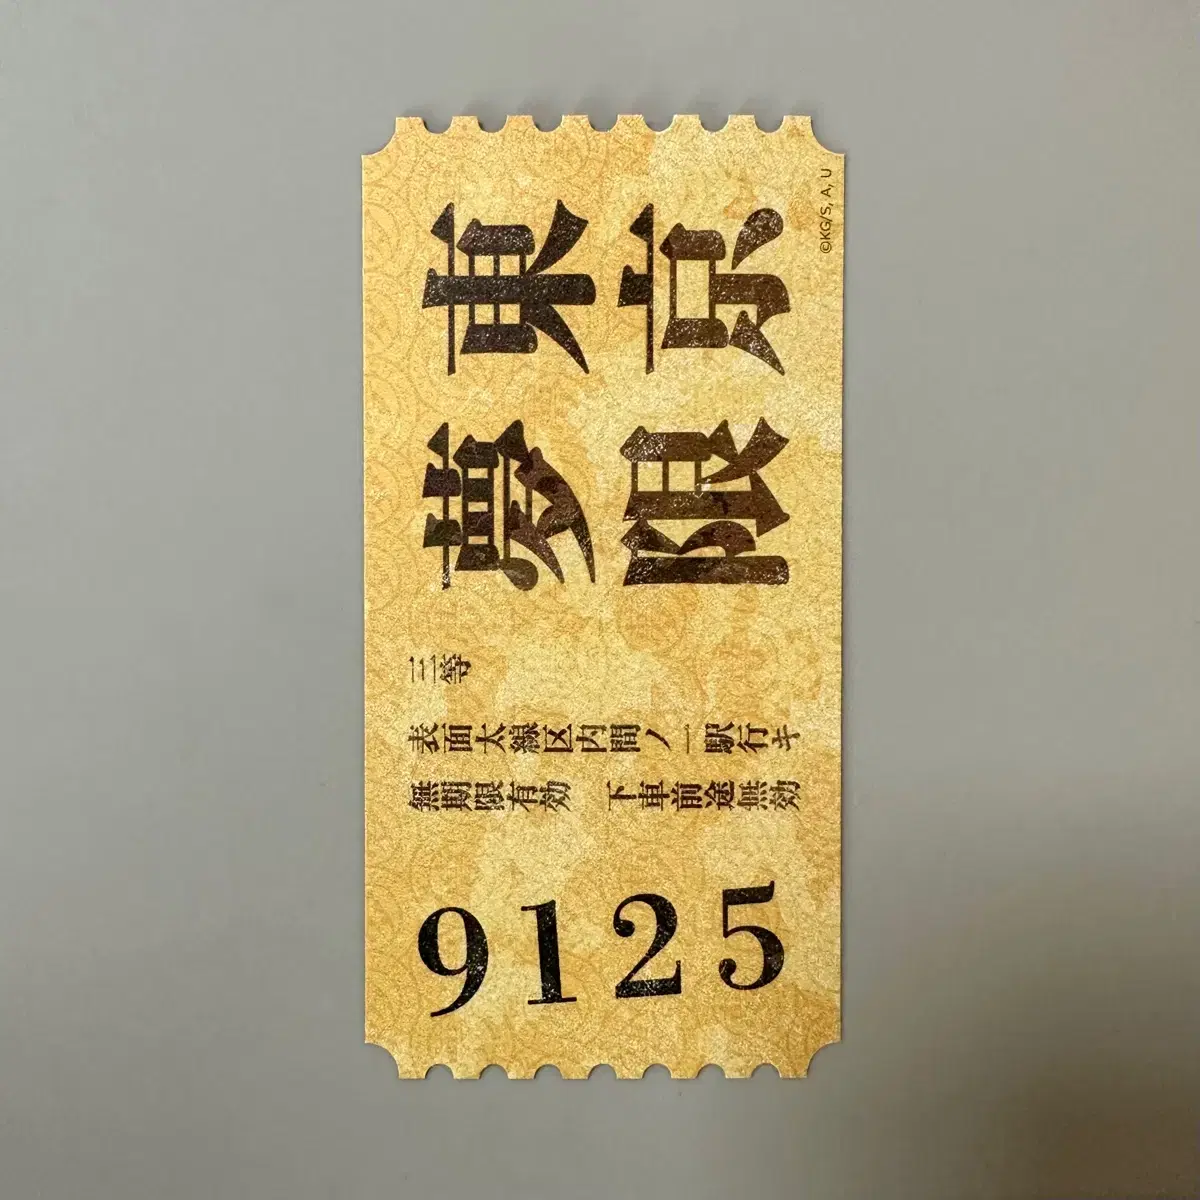 東京
夢限
三等
表面太線区内間ノ一駅行キ
無期限有効 下車前途無効
9125
©KG/S, A, U